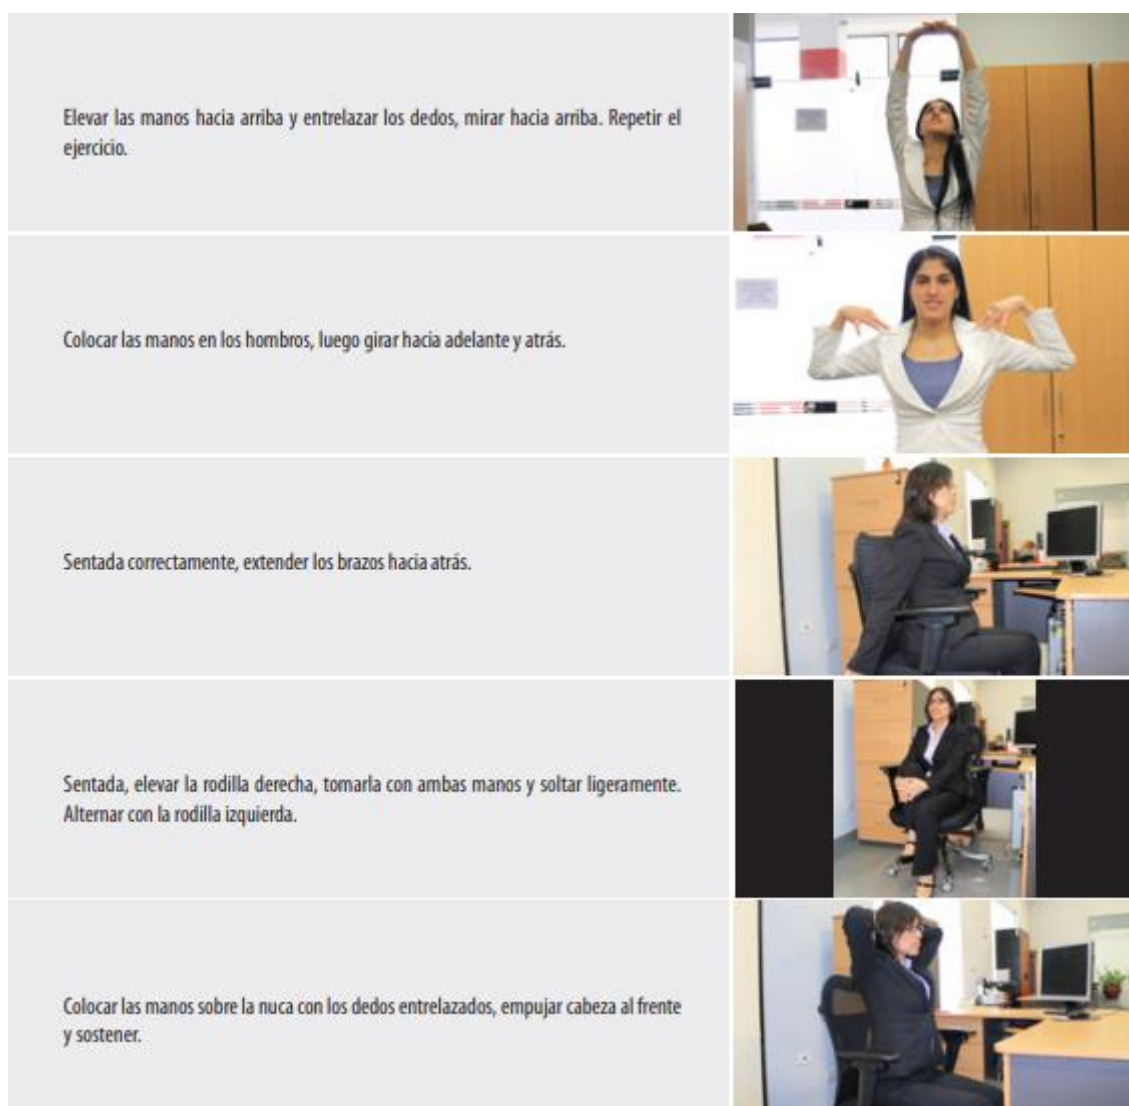 Elevar las manos hacia arriba y entrelazar los dedos, mirar hacia arriba. Repetir el
ejercicio.
Colocar las manos en los hombros, luego girar hacia adelante y atrás.
Sentada correctamente, extender los brazos hacia atrás.
Sentada, elevar la rodilla derecha, tomarla con ambas manos y soltar ligeramente.
Alternar con la rodilla izquierda.
Colocar las manos sobre la nuca con los dedos entrelazados, empujar cabeza al frente
y sostener.